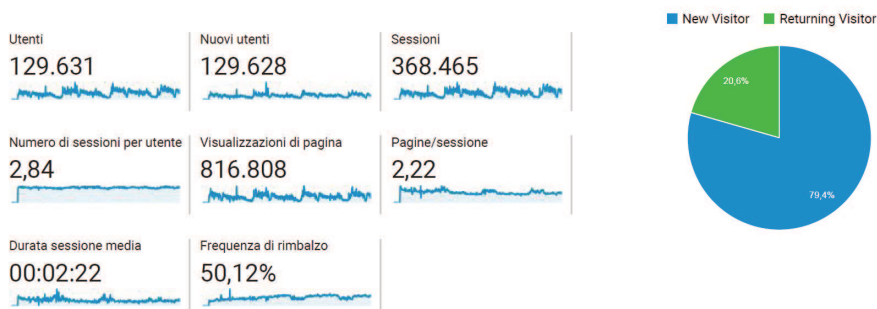 New Visitor
Returning Visitor
Utenti
129.631
Nuovi utenti
129.628
Sessioni
368.465
Numero di sessioni per utente
2,84
Visualizzazioni di pagina
816.808
Pagine/sessione
2,22
Durata sessione media
00:02:22
Frequenza di rimbalzo
50,12%
20,6%
79,4%